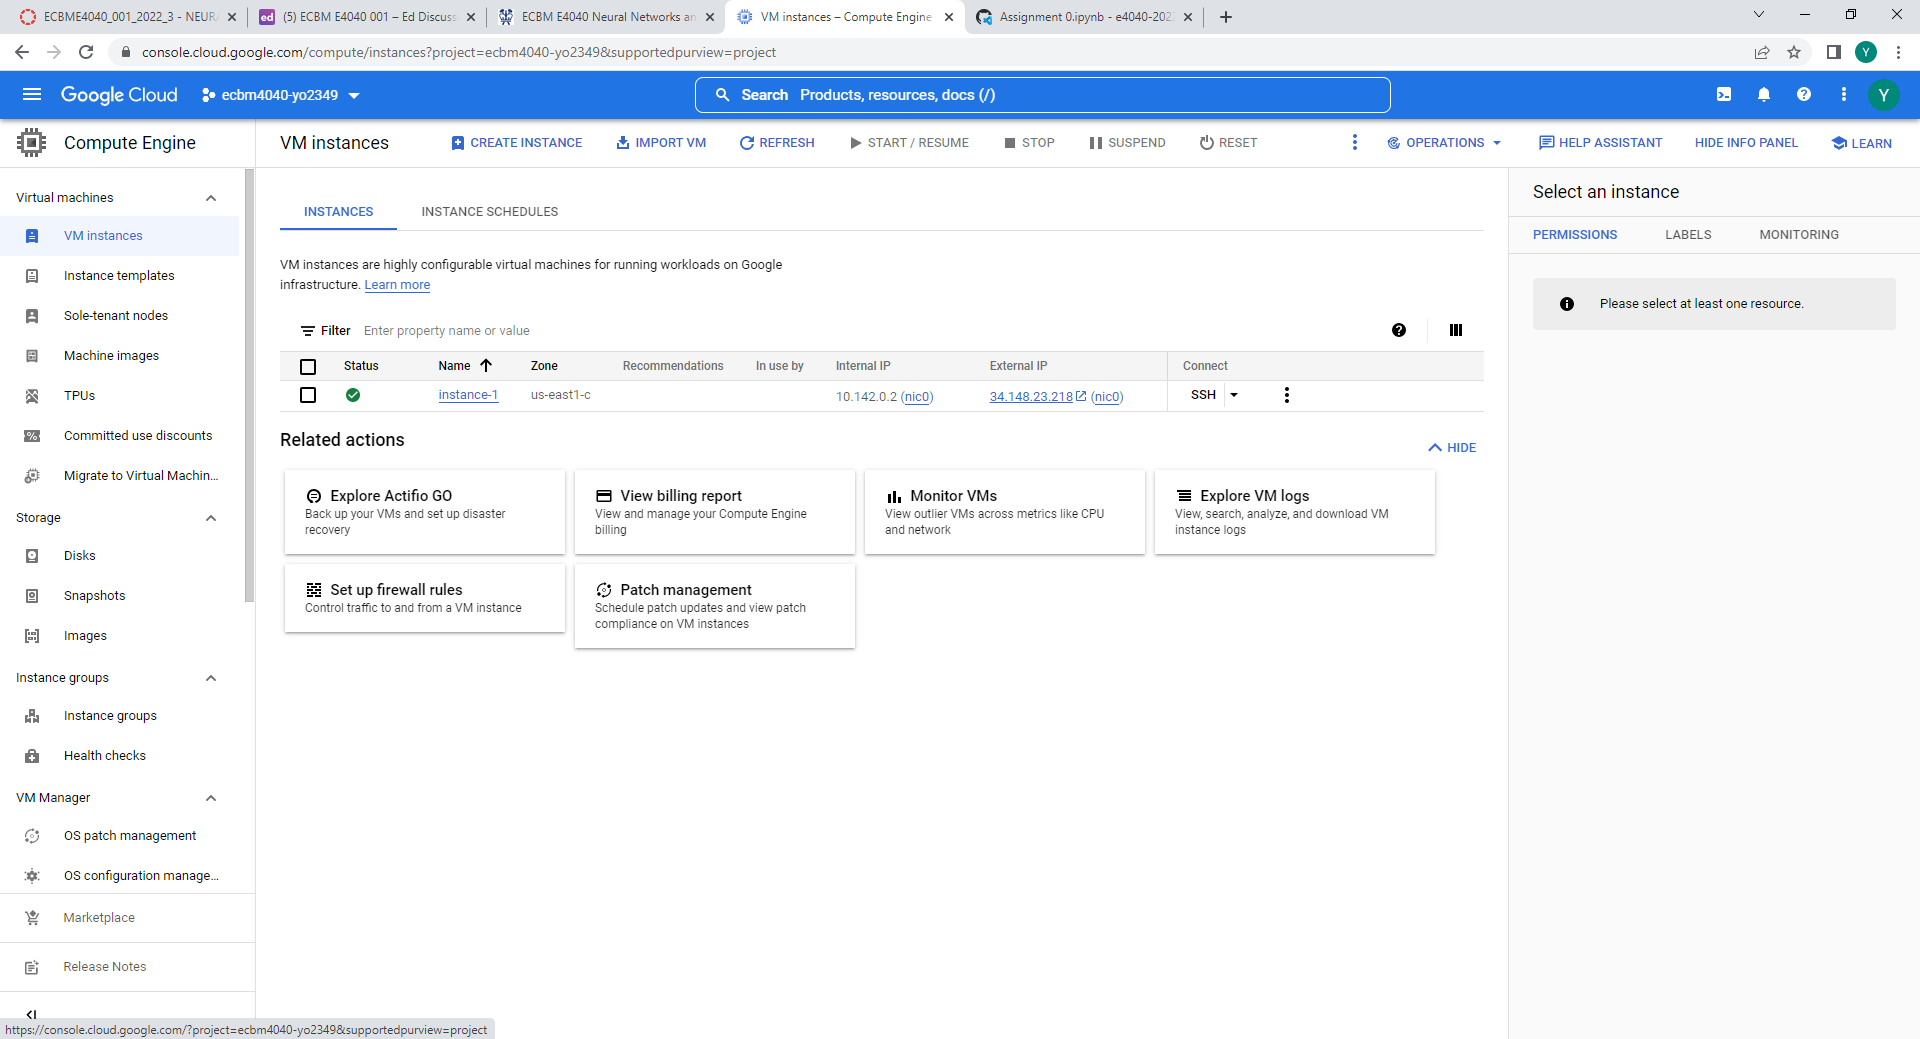 ECBME4040_001_2022_3 - NEUR
(5) ECBM E4040 001 – Ed Discuss
ECBM E4040 Neural Networks an
VM instances – Compute Engine
Assignment 0.ipynb - e4040-202
console.cloud.google.com/compute/instances?project=ecbm4040-yo2349&supportedpurview=project
Y
Google Cloud
ecbm4040-yo2349
Search Products, resources, docs (/)
Y
Compute Engine
VM instances
CREATE INSTANCE
IMPORT VM
REFRESH
START / RESUME
STOP
SUSPEND
RESET
OPERATIONS
HELP ASSISTANT
HIDE INFO PANEL
LEARN
Virtual machines
VM instances
Instance templates
Sole-tenant nodes
Machine images
TPUs
Committed use discounts
Migrate to Virtual Machin...
Storage
Disks
Snapshots
Images
Instance groups
Instance groups
Health checks
VM Manager
OS patch management
OS configuration manage...
Marketplace
Release Notes
https://console.cloud.google.com/?project=ecbm4040-yo2349&supportedpurview=project
INSTANCES
INSTANCE SCHEDULES
VM instances are highly configurable virtual machines for running workloads on Google
infrastructure. Learn more
Filter Enter property name or value
Status Name Zone Recommendations In use by Internal IP External IP Connect
instance-1 us-east1-c 10.142.0.2 (nic0) 34.148.23.218 (nic0) SSH
Related actions
HIDE
Explore Actifio GO
Back up your VMs and set up disaster
recovery
View billing report
View and manage your Compute Engine
billing
Monitor VMs
View outlier VMs across metrics like CPU
and network
Explore VM logs
View, search, analyze, and download VM
instance logs
Set up firewall rules
Control traffic to and from a VM instance
Patch management
Schedule patch updates and view patch
compliance on VM instances
Select an instance
PERMISSIONS
LABELS
MONITORING
Please select at least one resource.